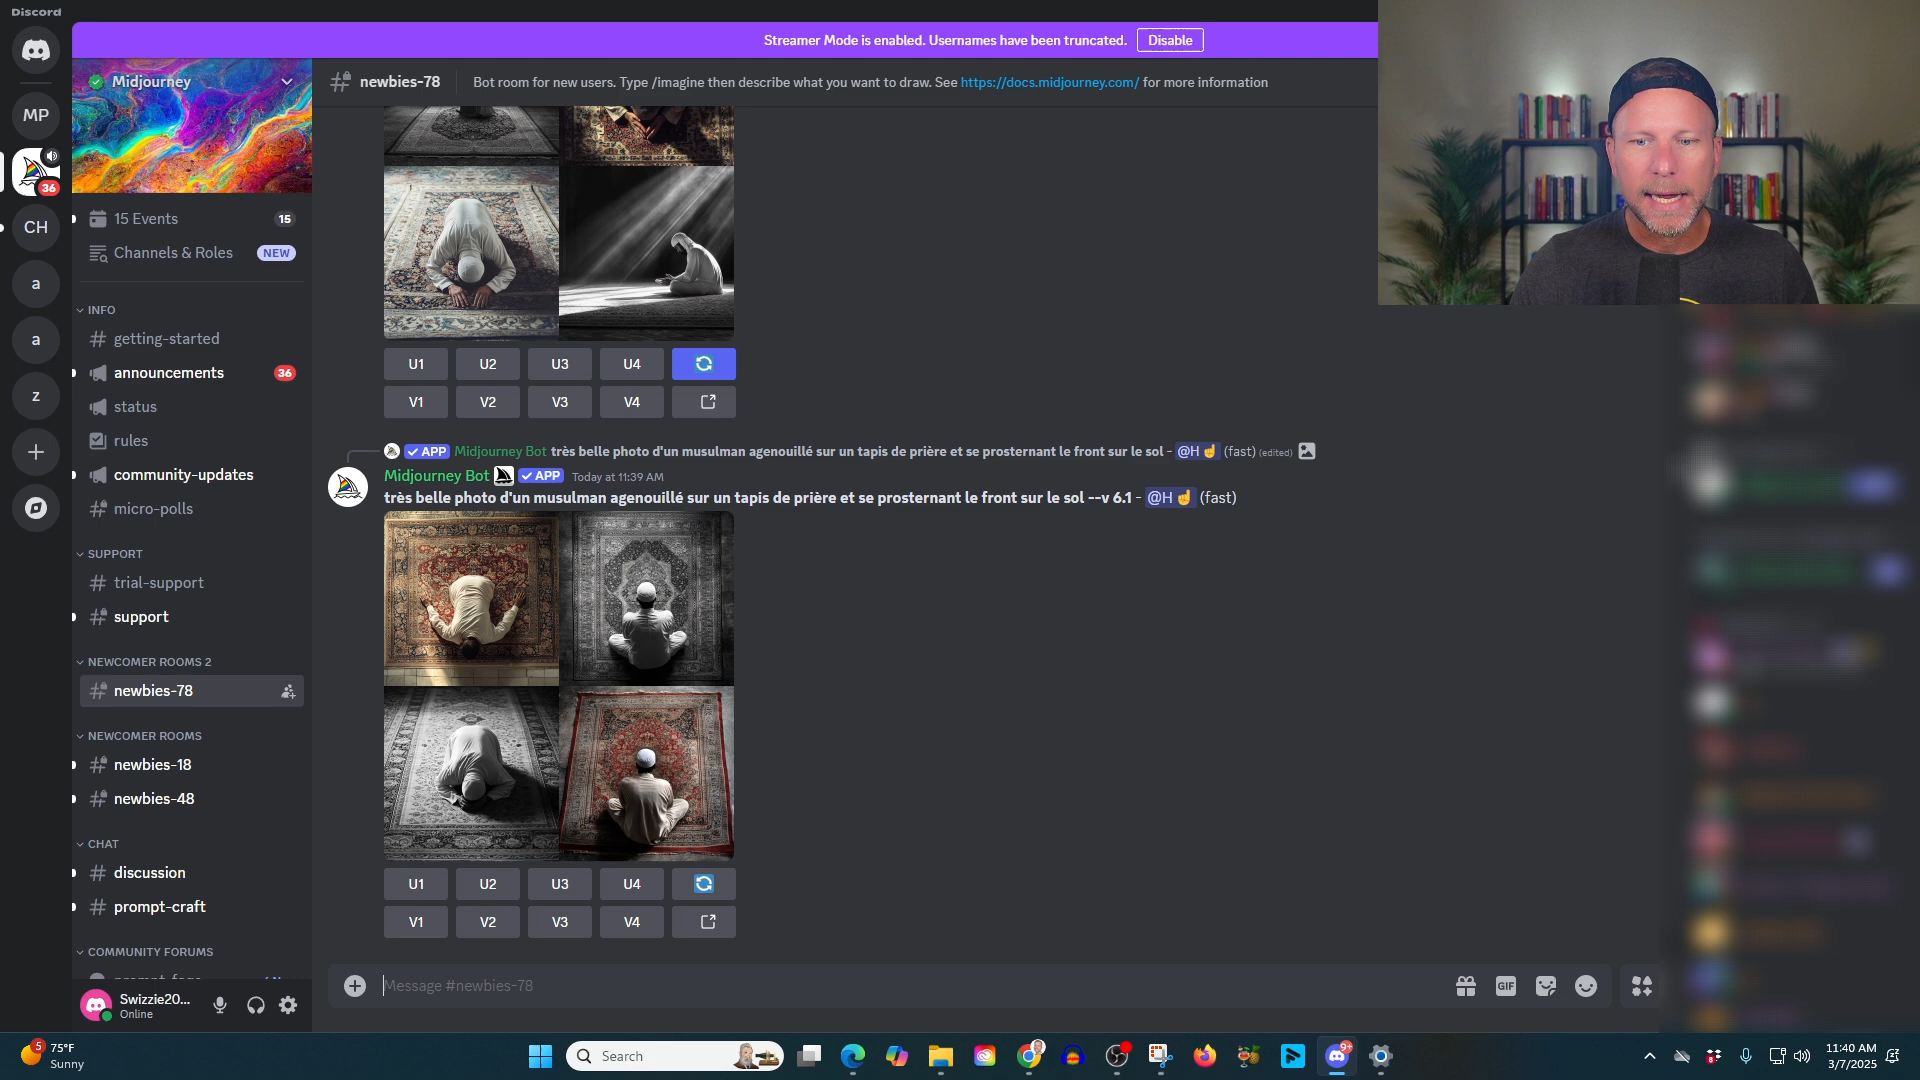 Discord
Streamer Mode is enabled. Usernames have been truncated.
Disable
Midjourney
newbies-78
Bot room for new users. Type /imagine then describe what you want to draw. See https://docs.midjourney.com/ for more information
MP
36
CH
a
a
z
15 Events
15
Channels & Roles
NEW
INFO
getting-started
announcements
36
status
rules
community-updates
micro-polls
SUPPORT
trial-support
support
NEWCOMER ROOMS 2
newbies-78
NEWCOMER ROOMS
newbies-18
newbies-48
CHAT
discussion
prompt-craft
COMMUNITY FORUMS
Swizzie20...
Online
U1 U2 U3 U4
V1 V2 V3 V4
APP Midjourney Bot très belle photo d'un musulman agenouillé sur un tapis de prière et se prosternant le front sur le sol - @H ☝ (fast) (edited)
Midjourney Bot APP Today at 11:39 AM
très belle photo d'un musulman agenouillé sur un tapis de prière et se prosternant le front sur le sol --v 6.1 - @H ☝ (fast)
U1 U2 U3 U4
V1 V2 V3 V4
Message #newbies-78
GIF
5
75°F
Sunny
Search
9+
11:40 AM
3/7/2025